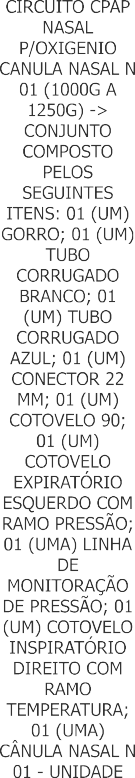 CIRCUITO CPAP
NASAL
P/OXIGENIO
CANULA NASAL N
01 (1000G A
1250G) ->
CONJUNTO
COMPOSTO
PELOS
SEGUINTES
ITENS: 01 (UM)
GORRO; 01 (UM)
TUBO
CORRUGADO
BRANCO; 01
(UM) TUBO
CORRUGADO
AZUL; 01 (UM)
CONECTOR 22
MM; 01 (UM)
COTOVELO 90;
01 (UM)
COTOVELO
EXPIRATÓRIO
ESQUERDO COM
RAMO PRESSÃO;
01 (UMA) LINHA
DE
MONITORAÇÃO
DE PRESSÃO; 01
(UM) COTOVELO
INSPIRATÓRIO
DIREITO COM
RAMO
TEMPERATURA;
01 (UMA)
CÂNULA NASAL N
01 - UNIDADE.